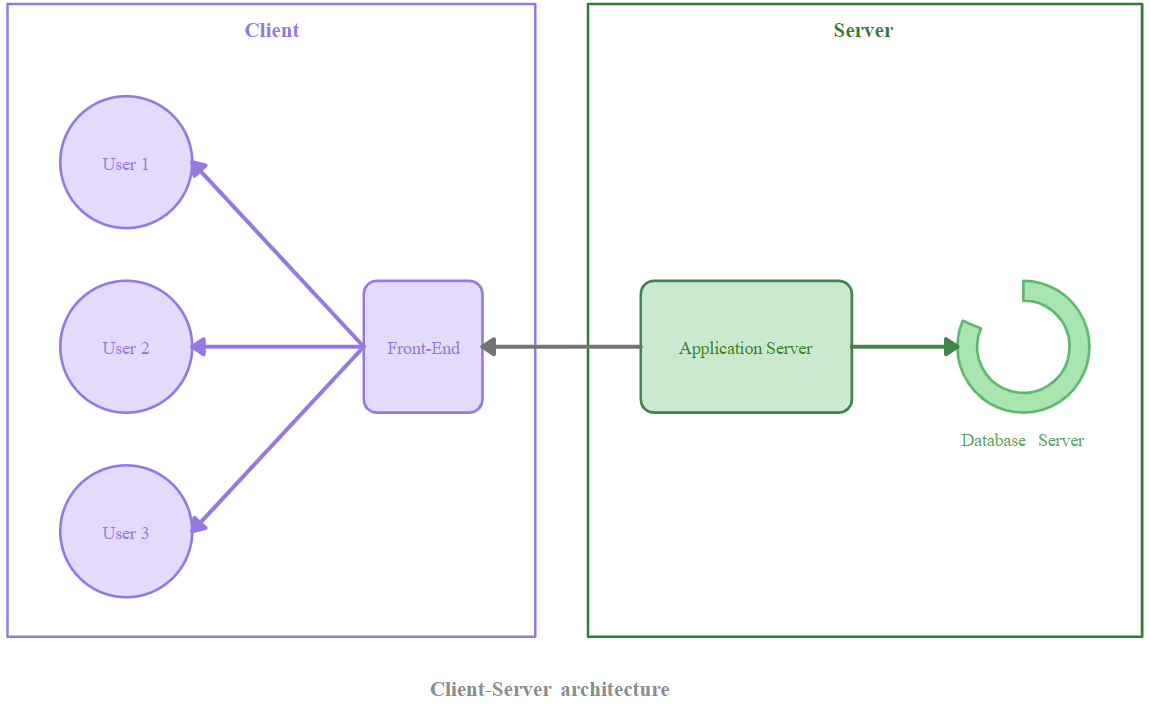 Client
Server
User 1
User 2
Front-End
Application Server
Database Server
User 3
Client-Server architecture